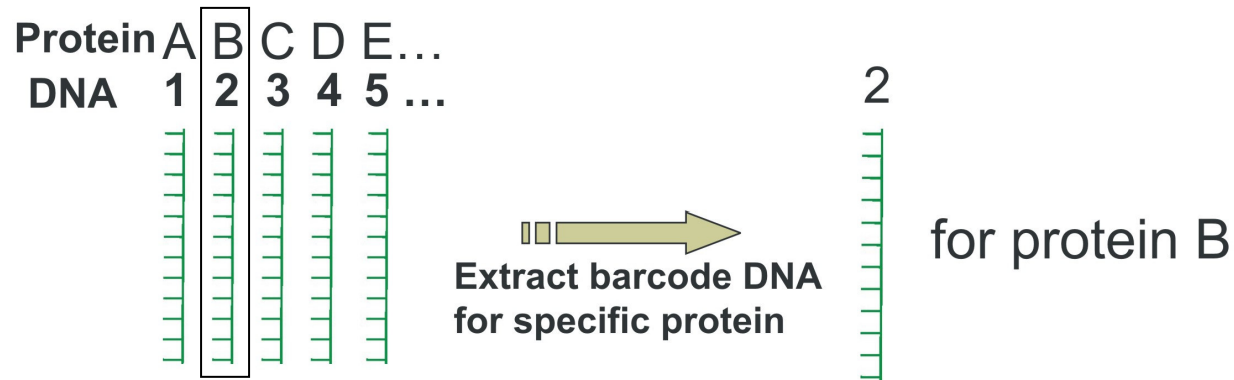 Protein A B C D E...
DNA 1 2 3 4 5 ...
2
for protein B
Extract barcode DNA
for specific protein